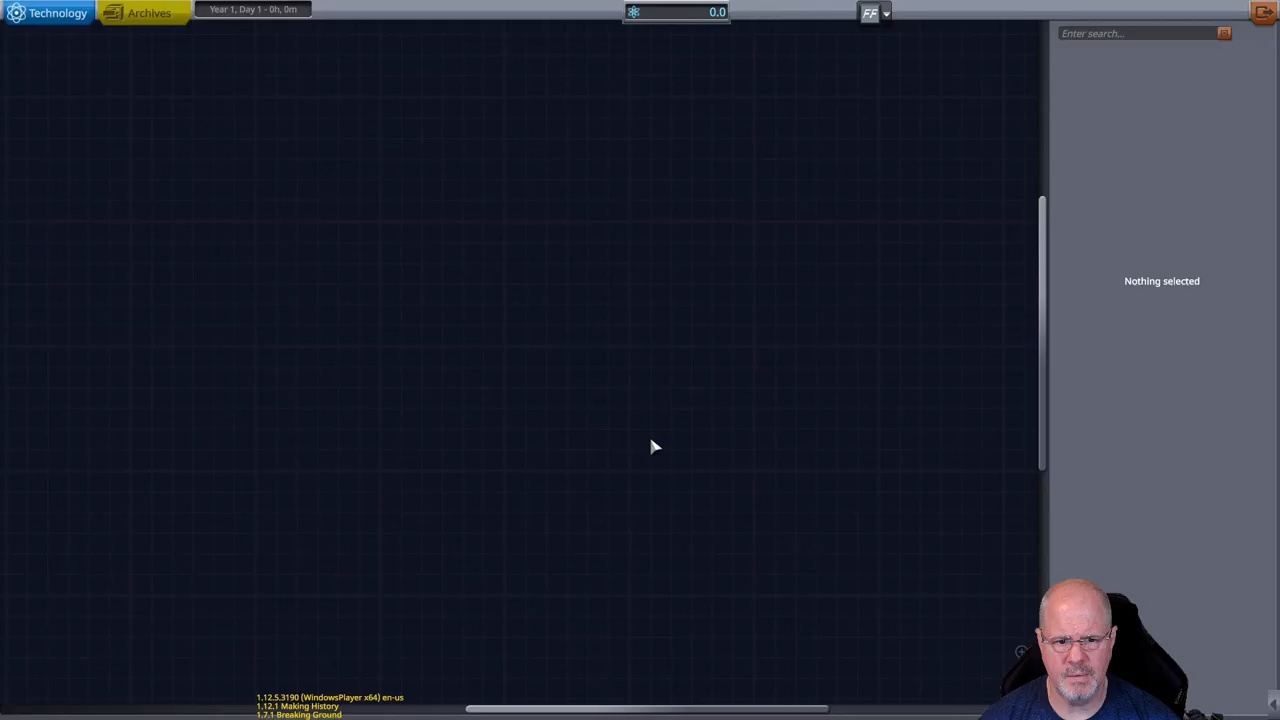 Technology
Archives
Year 1, Day 1 - 0h, 0m
0.0
FF
Enter search...
Nothing selected
1.12.5.3190 (WindowsPlayer x64) en-us
1.12.1 Making History
1.7.1 Breaking Ground